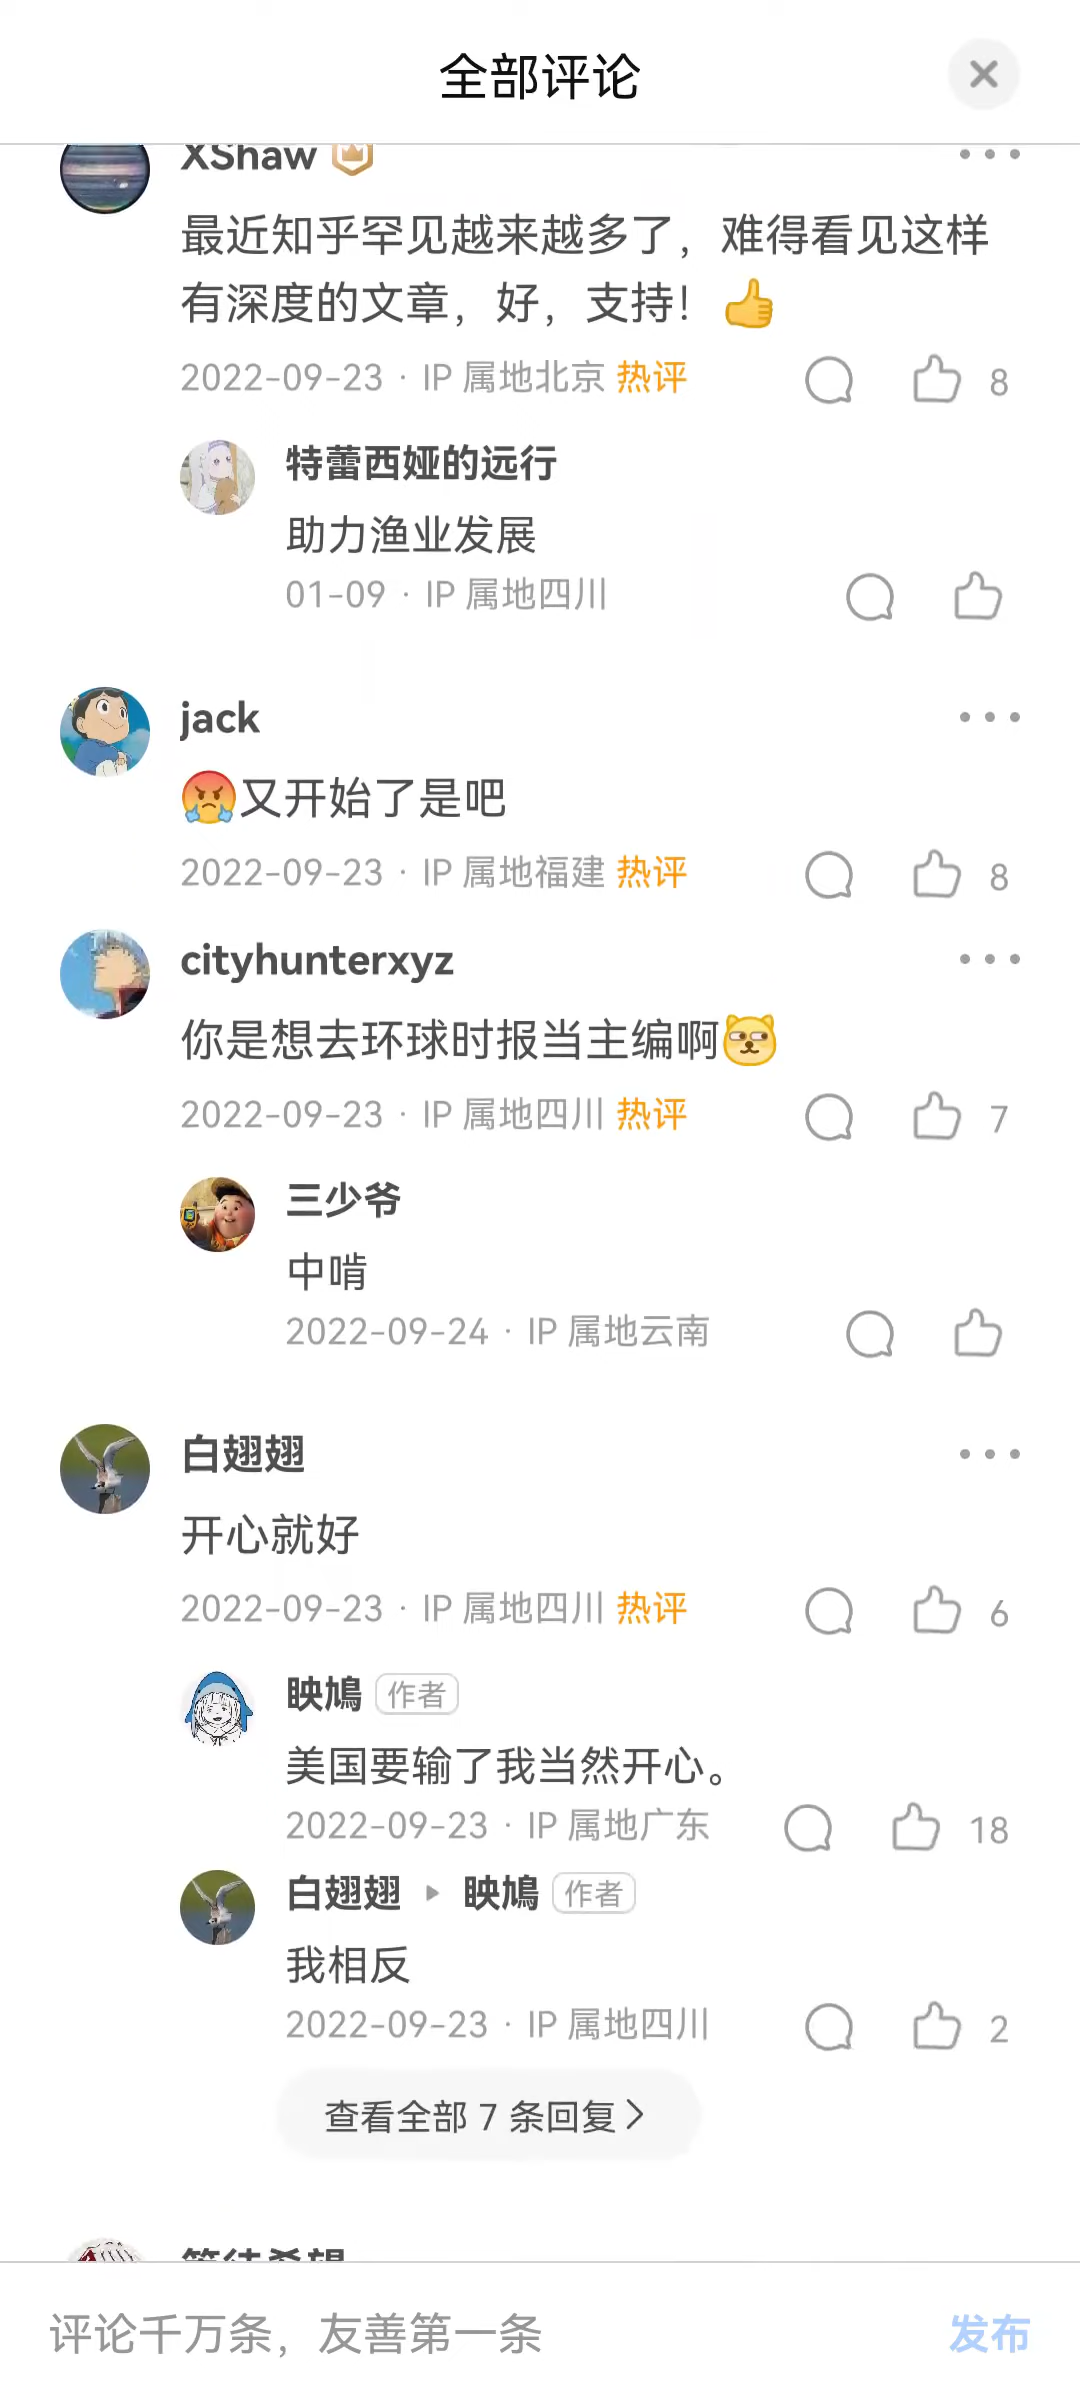 全部评论
XShaw
最近知乎罕见越来越多了，难得看见这样
有深度的文章，好，支持！👍
2022-09-23 · IP 属地北京 热评
8
特蕾西娅的远行
助力渔业发展
01-09 · IP 属地四川
jack
又开始了是吧
2022-09-23 · IP 属地福建 热评
8
cityhunterxyz
你是想去环球时报当主编啊
2022-09-23 · IP 属地四川 热评
7
三少爷
中啃
2022-09-24 · IP 属地云南
白翅翅
开心就好
2022-09-23 · IP 属地四川 热评
6
映鳩 作者
美国要输了我当然开心。
2022-09-23 · IP 属地广东
18
白翅翅 ▸ 映鳩 作者
我相反
2022-09-23 · IP 属地四川
2
查看全部 7 条回复 >
等待希望
评论千万条，友善第一条
发布